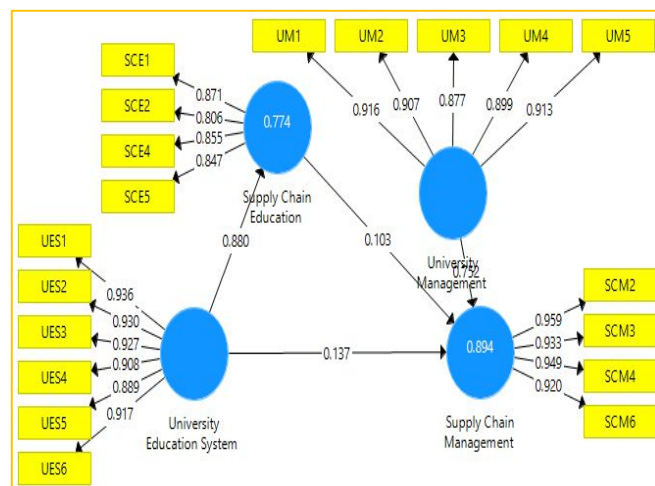 UM1
UM2
UM3
UM4
UM5
SCE1
SCE2
SCE4
SCE5
0.871
0.806
0.855
0.847
0.774
Supply Chain
Education
0.916
0.907
0.877
0.899
0.913
University
Management
0.880
0.103
0.752
UES1
UES2
UES3
UES4
UES5
UES6
0.936
0.930
0.927
0.908
0.889
0.917
University
Education System
0.137
0.894
Supply Chain
Management
0.959
0.933
0.949
0.920
SCM2
SCM3
SCM4
SCM6